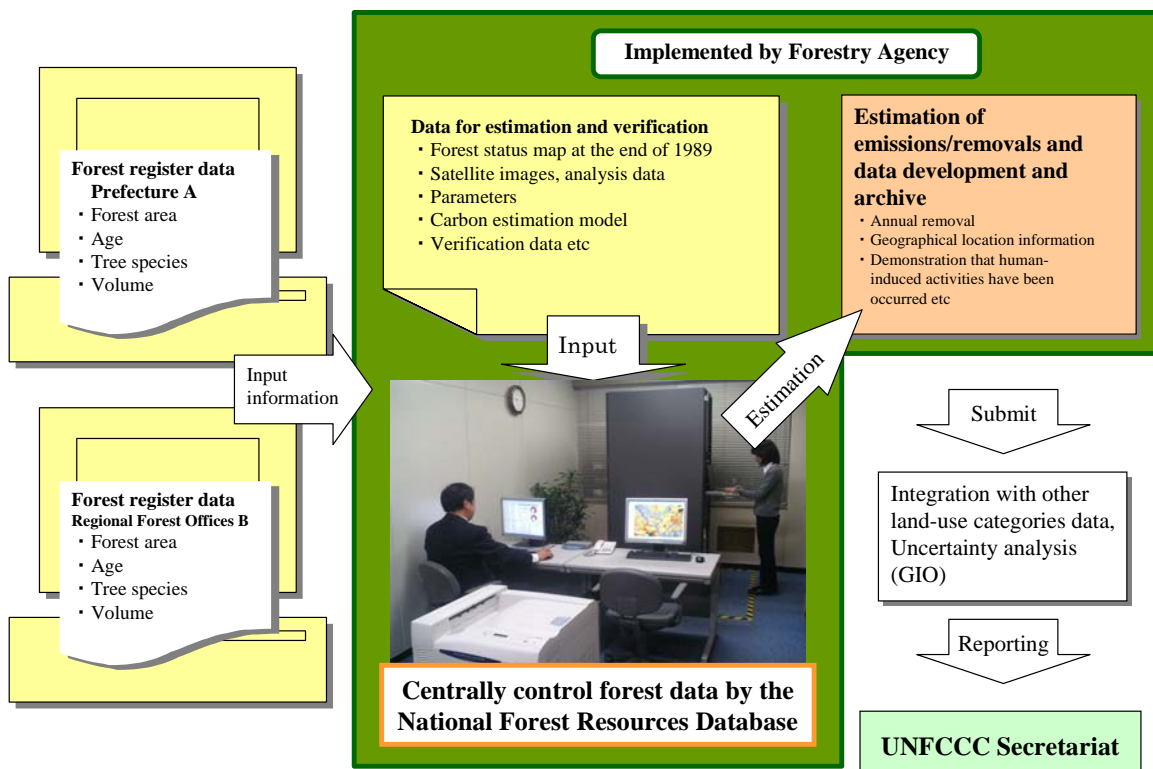 Implemented by Forestry Agency
Forest register data
Prefecture A
・Forest area
・Age
・Tree species
・Volume
Forest register data
Regional Forest Offices B
・Forest area
・Age
・Tree species
・Volume
Input
information
Data for estimation and verification
・Forest status map at the end of 1989
・Satellite images, analysis data
・Parameters
・Carbon estimation model
・Verification data etc
Input
Centrally control forest data by the
National Forest Resources Database
Estimation
Estimation of
emissions/removals and
data development and
archive
・Annual removal
・Geographical location information
・Demonstration that human-
induced activities have been
occurred etc
Submit
Integration with other
land-use categories data,
Uncertainty analysis
(GIO)
Reporting
UNFCCC Secretariat